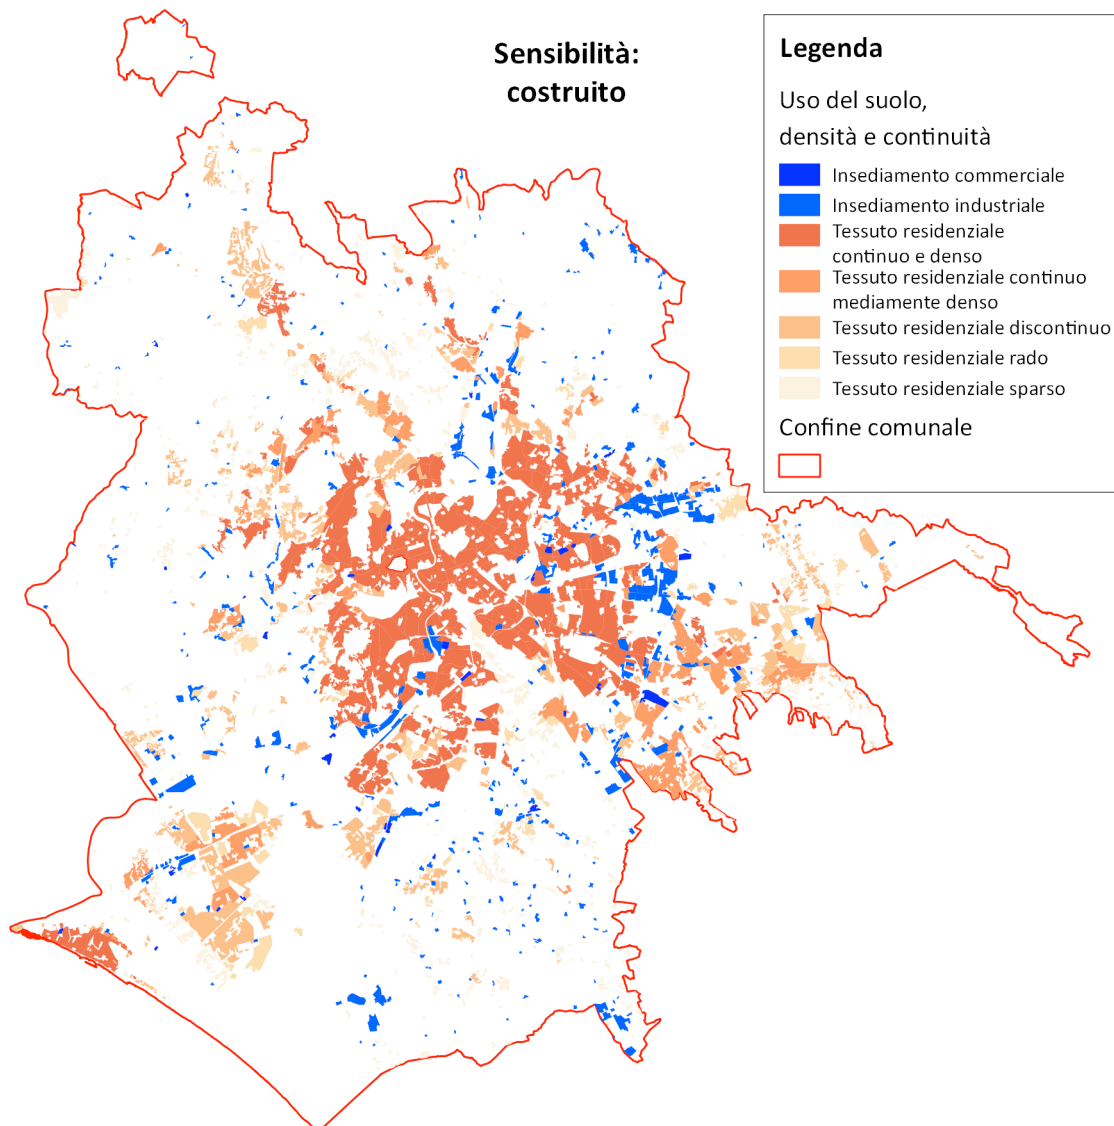 Sensibilità:
costruito
Legenda
Uso del suolo,
densità e continuità
Insediamento commerciale
Insediamento industriale
Tessuto residenziale
continuo e denso
Tessuto residenziale continuo
mediamente denso
Tessuto residenziale discontinuo
Tessuto residenziale rado
Tessuto residenziale sparso
Confine comunale